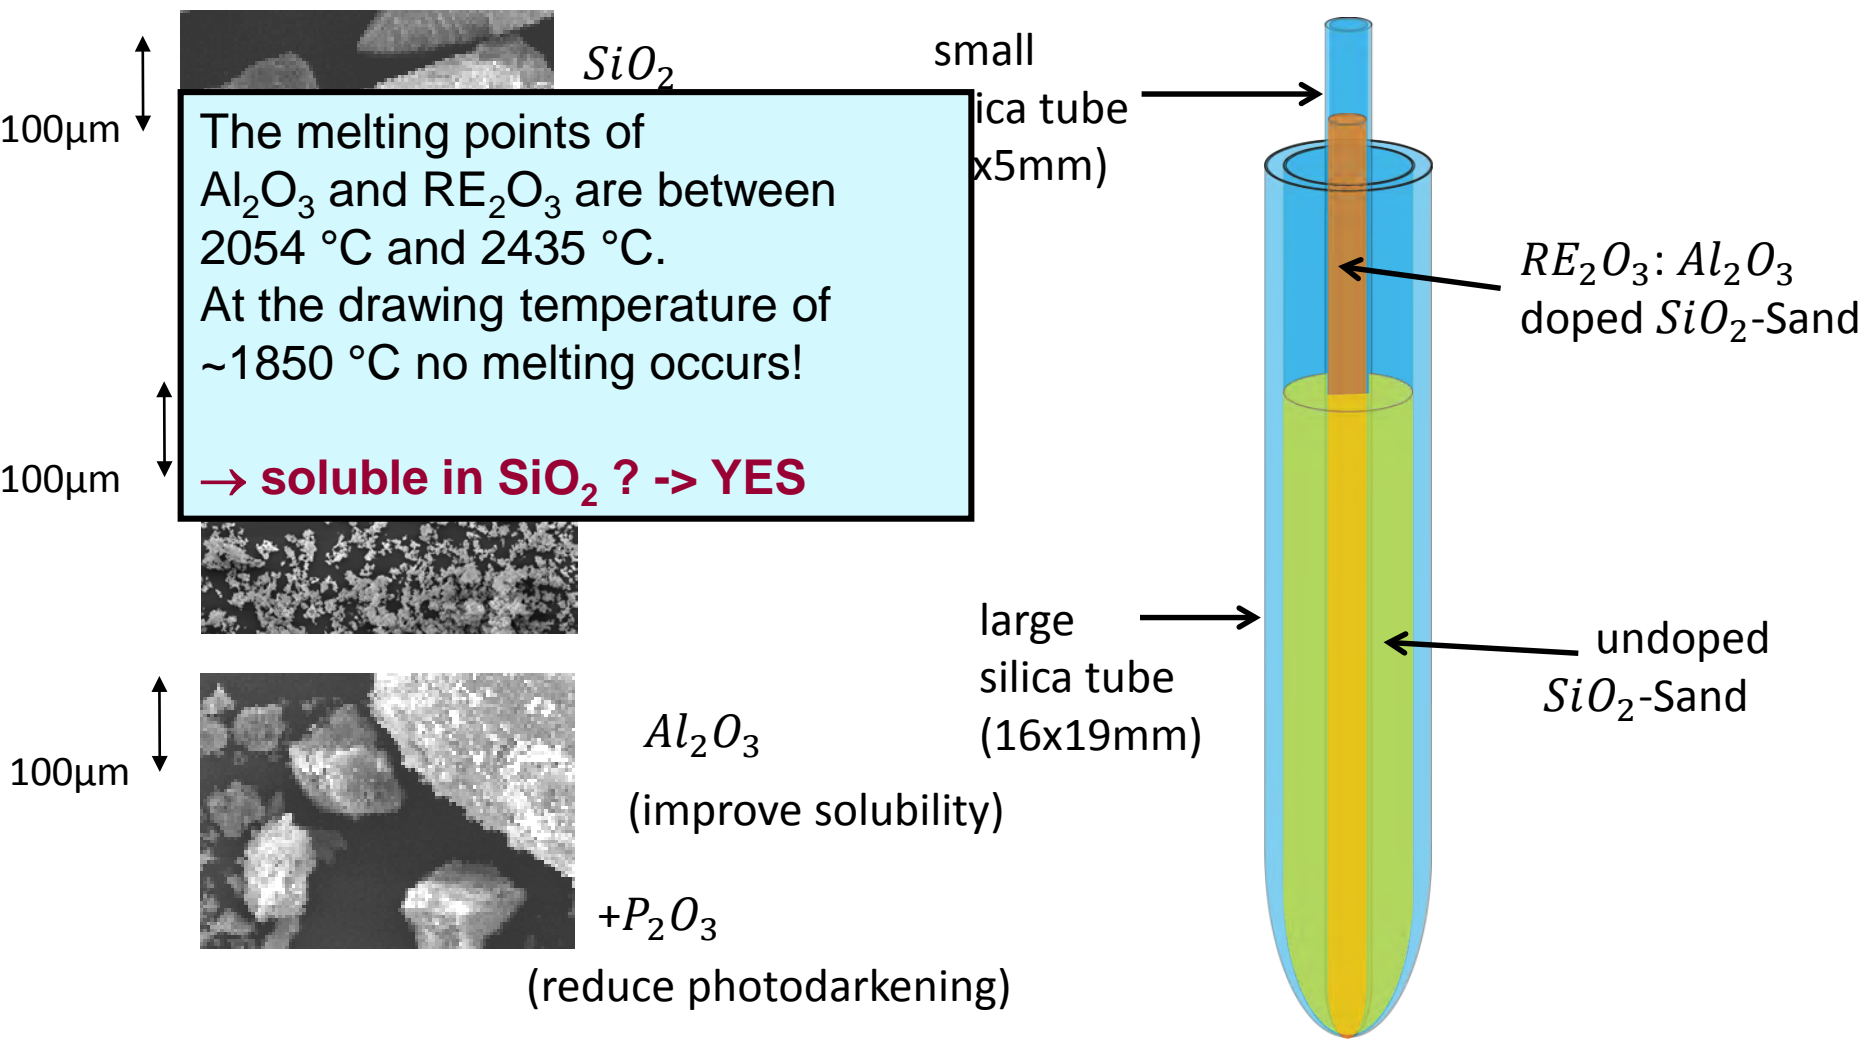 SiO₂
100µm
The melting points of
Al₂O₃ and RE₂O₃ are between
2054 °C and 2435 °C.
At the drawing temperature of
~1850 °C no melting occurs!
→ soluble in SiO₂ ? -> YES
100µm
100µm
Al₂O₃
(improve solubility)
+P₂O₃
(reduce photodarkening)
small
ica tube
x5mm)
RE₂O₃: Al₂O₃
doped SiO₂-Sand
large
silica tube
(16x19mm)
undoped
SiO₂-Sand